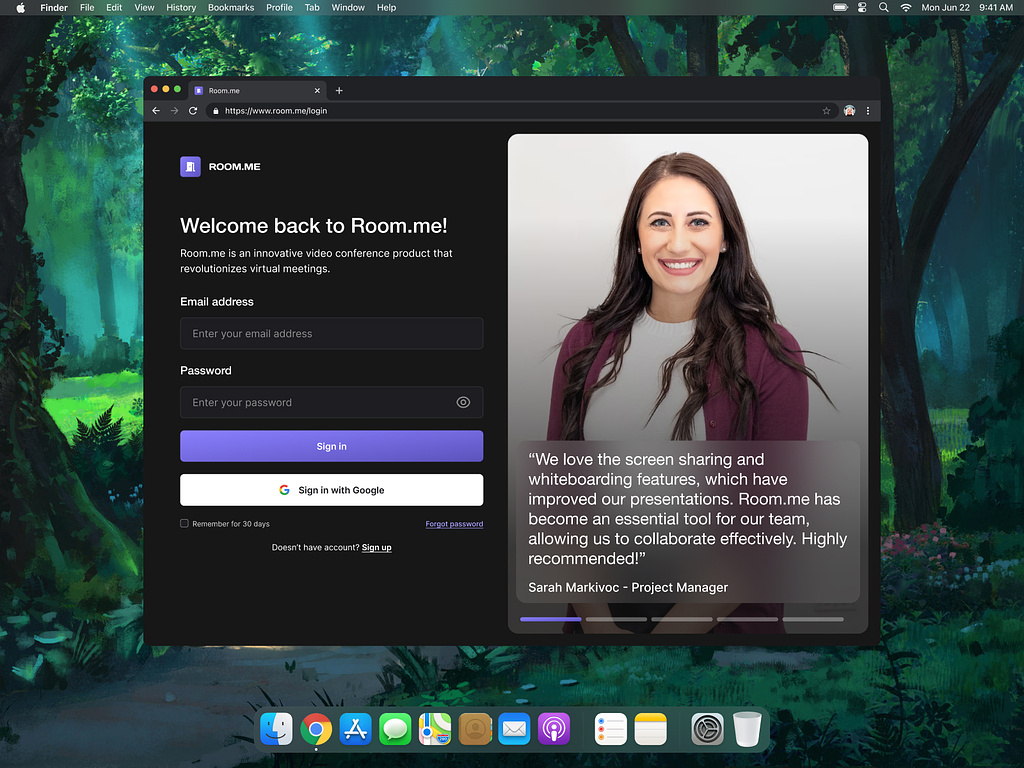 Finder File Edit View History Bookmarks Profile Tab Window Help
Mon Jun 22 9:41 AM
Room.me
https://www.room.me/login
ROOM.ME
Welcome back to Room.me!
Room.me is an innovative video conference product that
revolutionizes virtual meetings.
Email address
Enter your email address
Password
Enter your password
Sign in
Sign in with Google
Remember for 30 days
Forgot password
Doesn't have account? Sign up
“We love the screen sharing and
whiteboarding features, which have
improved our presentations. Room.me has
become an essential tool for our team,
allowing us to collaborate effectively. Highly
recommended!”
Sarah Markivoc - Project Manager